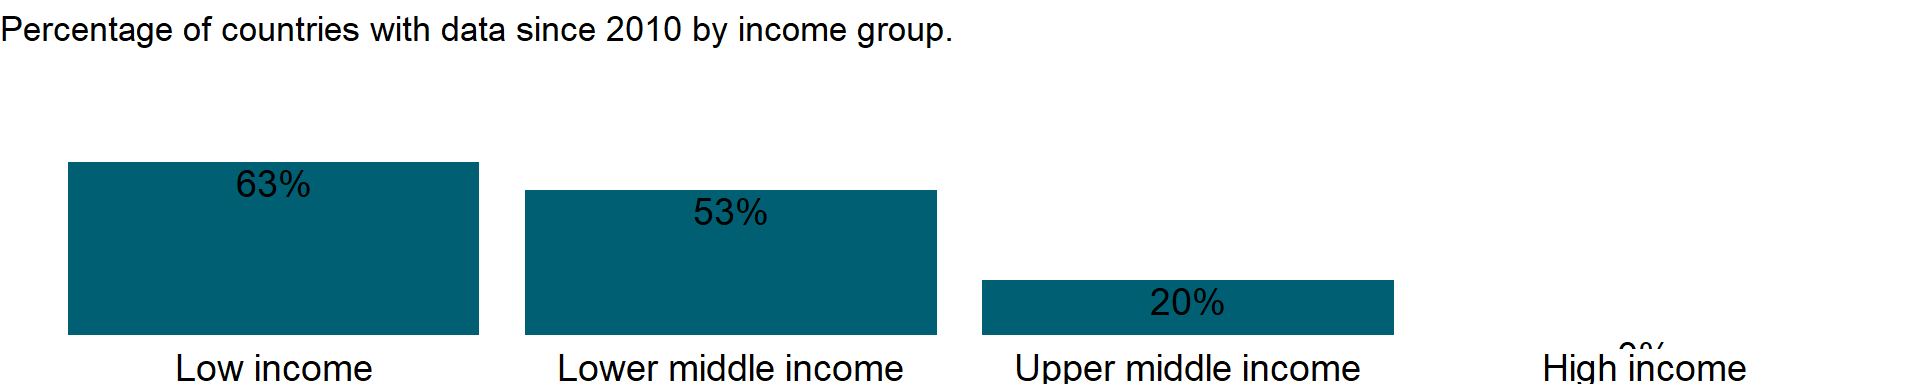 Percentage of countries with data since 2010 by income group.
63%
53%
20%
Low income
Lower middle income
Upper middle income
High income